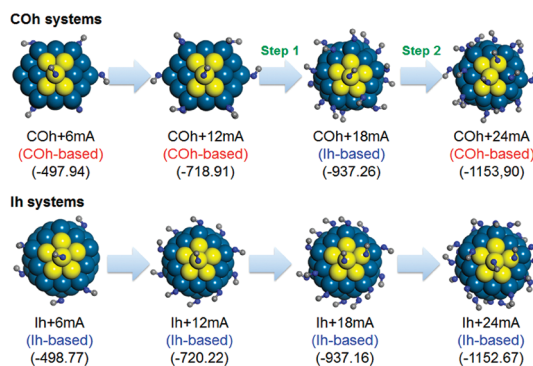 COh systems
Step 1 Step 2
COh+6mA COh+12mA COh+18mA COh+24mA
(COh-based) (COh-based) (Ih-based) (COh-based)
(-497.94) (-718.91) (-937.26) (-1153,90)
Ih systems
Ih+6mA Ih+12mA Ih+18mA Ih+24mA
(Ih-based) (Ih-based) (Ih-based) (Ih-based)
(-498.77) (-720.22) (-937.16) (-1152.67)